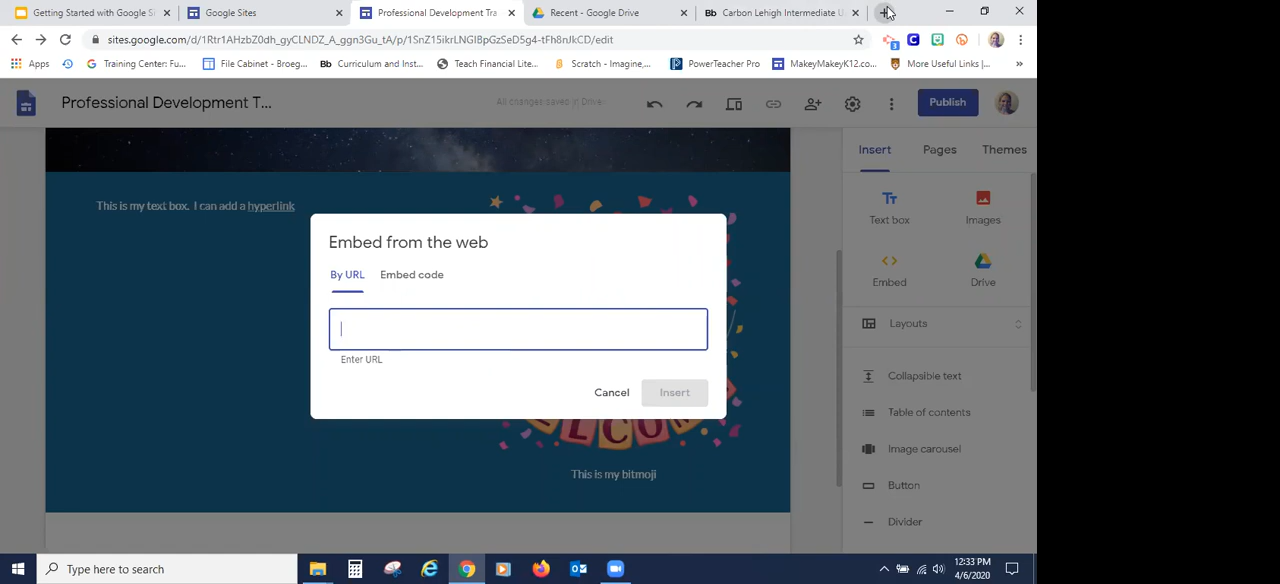 Getting Started with Google Si
Google Sites
Professional Development Tra
Recent - Google Drive
Bb Carbon Lehigh Intermediate U
sites.google.com/d/1Rtr1AHzbZ0dh_gyCLNDZ_A_ggn3Gu_tA/p/1SnZ15ikrLNGIBpGzSeD5g4-tFh8nJkCD/edit
Apps
Training Center: Fu...
File Cabinet - Broeg...
Bb Curriculum and Inst...
Teach Financial Lite...
Scratch - Imagine,...
PowerTeacher Pro
MakeyMakeyK12.co...
More Useful Links |...
»
Professional Development T...
All changes saved in Drive
Publish
Insert
Pages
Themes
This is my text box. I can add a hyperlink
Tт
Text box
Images
Embed from the web
By URL
Embed code
Embed
Drive
Enter URL
Layouts
Cancel
Insert
Collapsible text
Table of contents
Image carousel
This is my bitmoji
Button
Divider
Type here to search
12:33 PM
4/6/2020